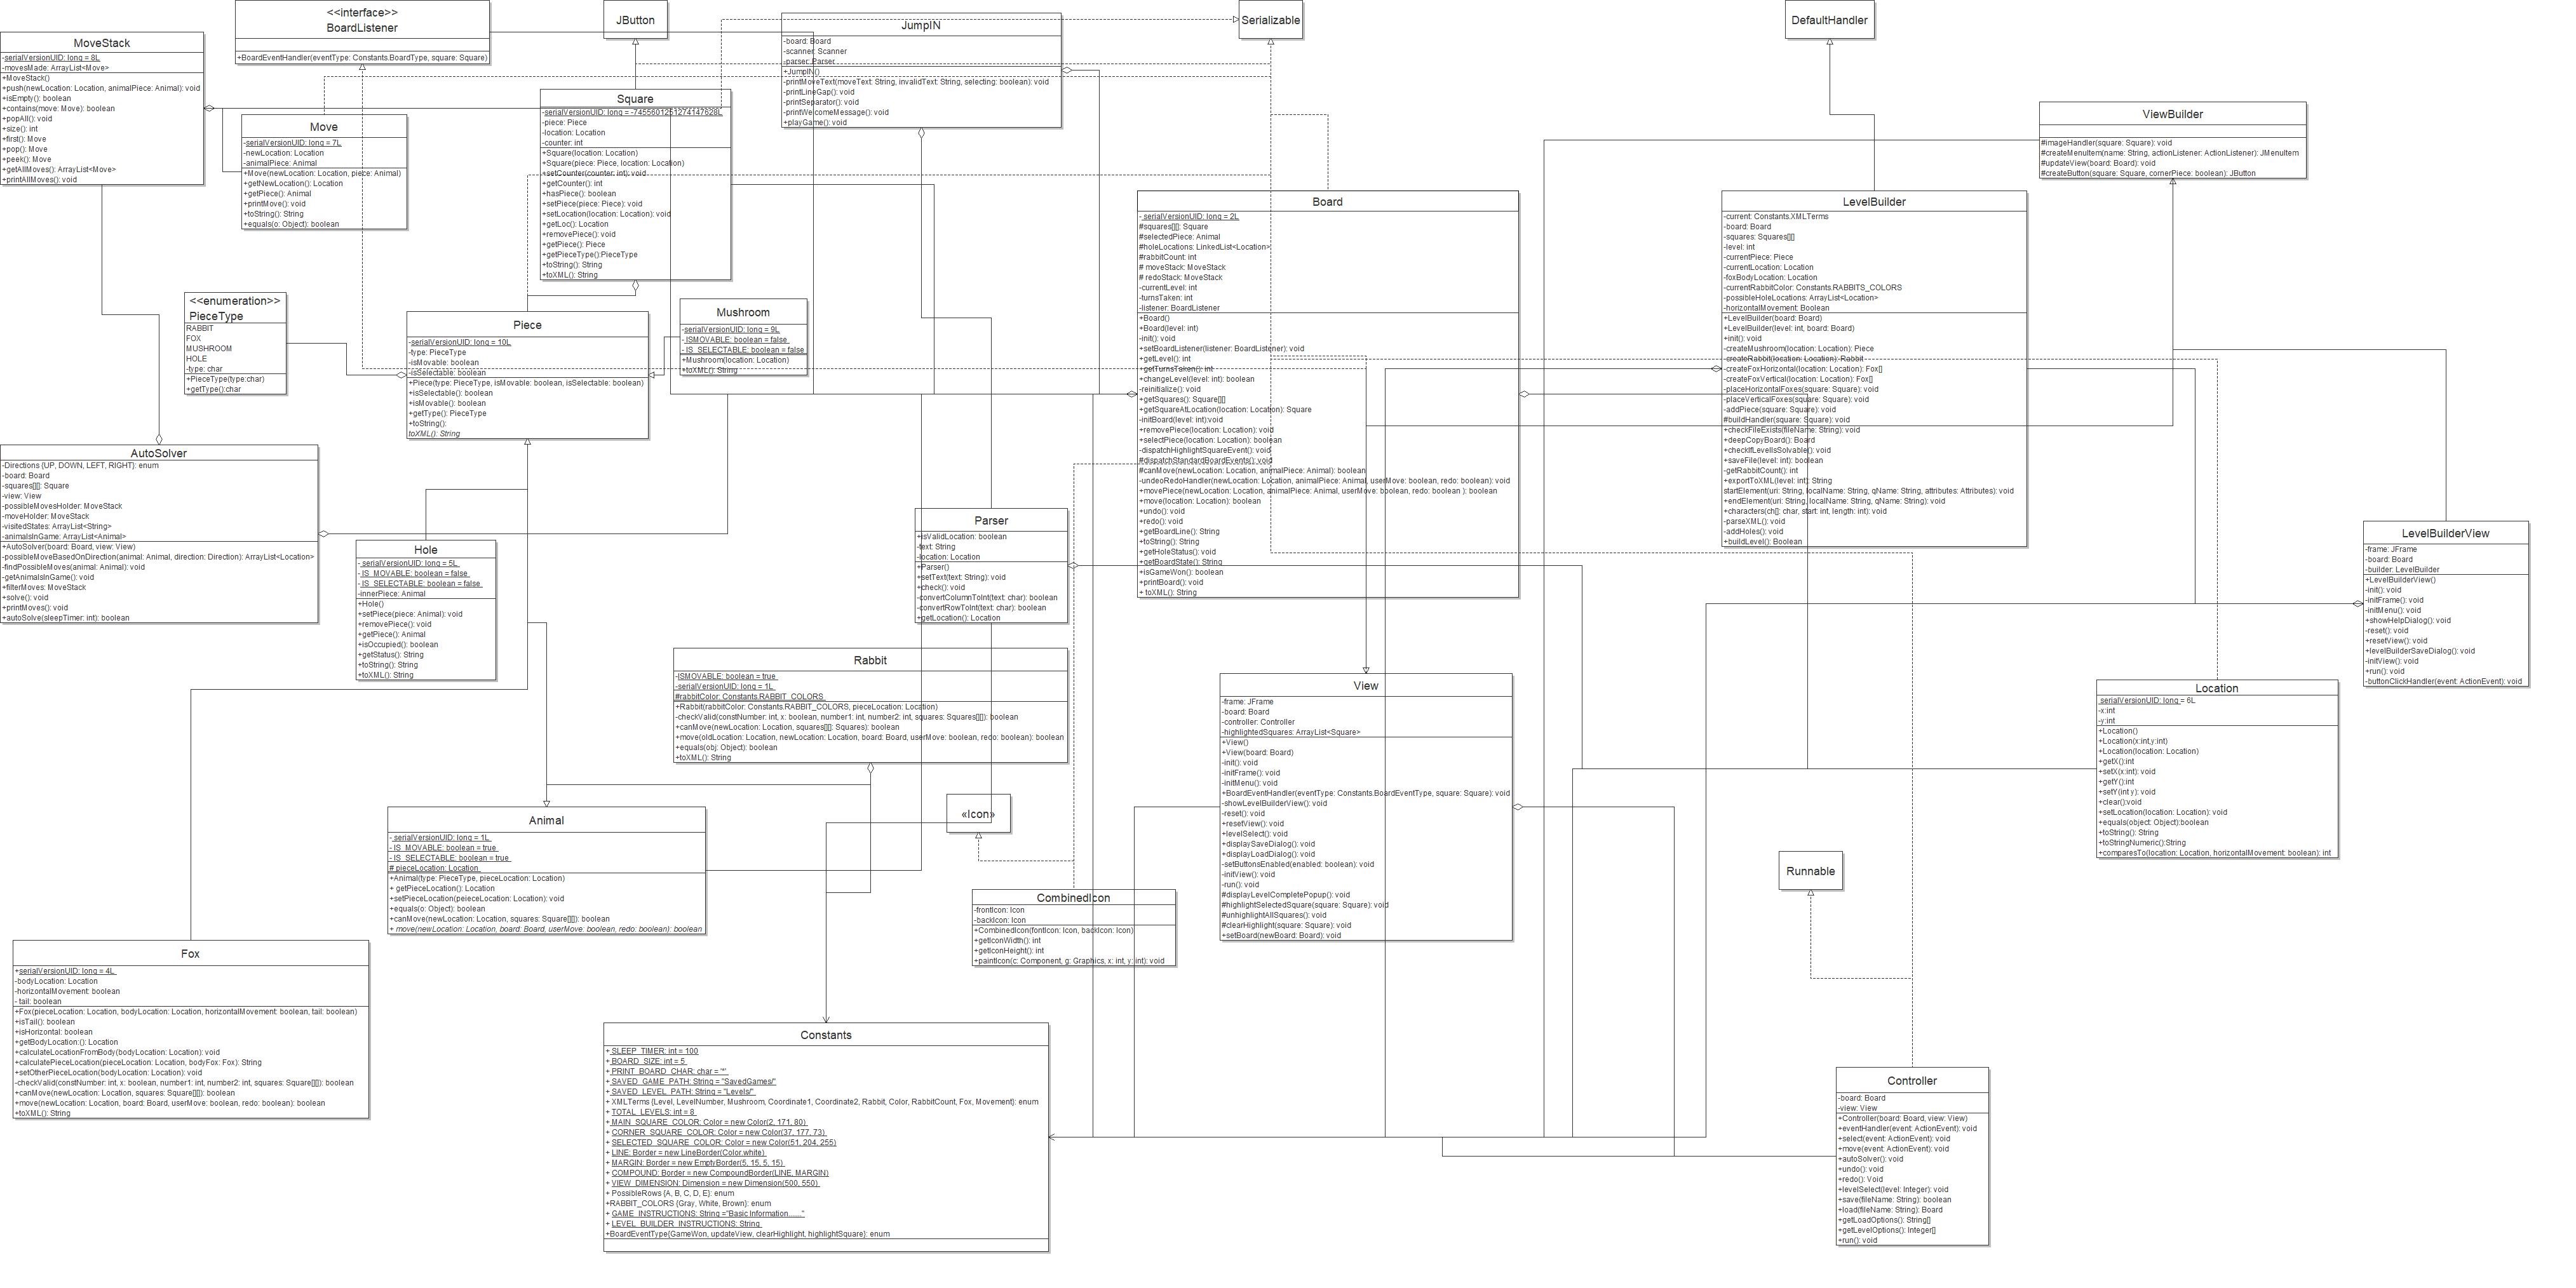 <<interface>>
BoardListener
+BoardEventHandler(eventType: Constants.BoardType, square: Square)
JButton
JumpIN
-board: Board
-scanner: Scanner
-parser: Parser
+JumpIN()
-printMoveText(moveText: String, invalidText: String, selecting: boolean): void
-printLineGap(): void
-printSeparator(): void
-printWelcomeMessage(): void
+playGame(): void
Serializable
DefaultHandler
MoveStack
-serialVersionUID: long = 8L
-movesMade: ArrayList<Move>
+MoveStack()
+push(newLocation: Location, animalPiece: Animal): void
+isEmpty(): boolean
+contains(move: Move): boolean
+popAll(): void
+size(): int
+first(): Move
+pop(): Move
+peek(): Move
+getAllMoves(): ArrayList<Move>
+printAllMoves(): void
Move
-serialVersionUID: long = 7L
-newLocation: Location
-animalPiece: Animal
+Move(newLocation: Location, piece: Animal)
+getNewLocation(): Location
+getPiece(): Animal
+printMove(): void
+toString(): String
+equals(o: Object): boolean
Square
-serialVersionUID: long = -7455601251274147628L
-piece: Piece
-location: Location
-counter: int
+Square(location: Location)
+Square(piece: Piece, location: Location)
+setCounter(counter: int): void
+getCounter(): int
+hasPiece(): boolean
+setPiece(piece: Piece): void
+setLocation(location: Location): void
+getLoc(): Location
+removePiece(): void
+getPiece(): Piece
+getPieceType():PieceType
+toString(): String
+toXML(): String
ViewBuilder
#imageHandler(square: Square): void
#createMenuItem(name: String, actionListener: ActionListener): JMenuItem
#updateView(board: Board): void
#createButton(square: Square, cornerPiece: boolean): JButton
Board
- serialVersionUID: long = 2L
#squares[][]: Square
#selectedPiece: Animal
#holeLocations: LinkedList<Location>
#rabbitCount: int
# moveStack: MoveStack
# redoStack: MoveStack
-currentLevel: int
-turnsTaken: int
-listener: BoardListener
+Board()
+Board(level: int)
-init(): void
+setBoardListener(listener: BoardListener): void
+getLevel(): int
+getTurnsTaken(): int
+changeLevel(level: int): boolean
-reinitialize(): void
+getSquares(): Square[][]
+getSquareAtLocation(location: Location): Square
-initBoard(level: int):void
+removePiece(location: Location): void
+selectPiece(location: Location): boolean
-dispatchHighlightSquareEvent(): void
#dispatchStandardBoardEvents(): void
#canMove(newLocation: Location, animalPiece: Animal): boolean
-undeoRedoHandler(newLocation: Location, animalPiece: Animal, userMove: boolean, redo: boolean): void
+movePiece(newLocation: Location, animalPiece: Animal, userMove: boolean, redo: boolean ): boolean
+move(location: Location): boolean
+undo(): void
+redo(): void
+getBoardLine(): String
+toString(): String
+getHoleStatus(): void
+getBoardState(): String
+isGameWon(): boolean
+printBoard(): void
+ toXML(): String
LevelBuilder
-current: Constants.XMLTerms
-board: Board
-squares: Squares[][]
-level: int
-currentPiece: Piece
-currentLocation: Location
-foxBodyLocation: Location
-currentRabbitColor: Constants.RABBITS_COLORS
-possibleHoleLocations: ArrayList<Location>
-horizontalMovement: Boolean
+LevelBuilder(board: Board)
+LevelBuilder(level: int, board: Board)
+init(): void
-createMushroom(location: Location): Piece
-createRabbit(location: Location): Rabbit
-createFoxHorizontal(location: Location): Fox[]
-createFoxVertical(location: Location): Fox[]
-placeHorizontalFoxes(square: Square): void
-placeVerticalFoxes(square: Square): void
-addPiece(square: Square): void
#buildHandler(square: Square): void
+checkFileExists(fileName: String): void
+deepCopyBoard(): Board
+checkIfLevelIsSolvable(): void
+saveFile(level: int): boolean
-getRabbitCount(): int
+exportToXML(level: int): String
startElement(uri: String, localName: String, qName: String, attributes: Attributes): void
+endElement(uri: String, localName: String, qName: String): void
+characters(ch[]: char, start: int, length: int): void
-parseXML(): void
-addHoles(): void
+buildLevel(): Boolean
<<enumeration>>
PieceType
RABBIT
FOX
MUSHROOM
HOLE
-type: char
+PieceType(type:char)
+getType():char
Piece
-serialVersionUID: long = 10L
-type: PieceType
-isMovable: boolean
-isSelectable: boolean
+Piece(type: PieceType, isMovable: boolean, isSelectable: boolean)
+isSelectable(): boolean
+isMovable(): boolean
+getType(): PieceType
+toString():
toXML(): String
Mushroom
-serialVersionUID: long = 9L
- ISMOVABLE: boolean = false
- IS_SELECTABLE: boolean = false
+Mushroom(location: Location)
+toXML(): String
AutoSolver
-Directions {UP, DOWN, LEFT, RIGHT}: enum
-board: Board
-squares[][]: Square
-view: View
-possibleMovesHolder: MoveStack
-moveHolder: MoveStack
-visitedStates: ArrayList<String>
-animalsInGame: ArrayList<Animal>
+AutoSolver(board: Board, view: View)
-possibleMoveBasedOnDirection(animal: Animal, direction: Direction): ArrayList<Location>
-findPossibleMoves(animal: Animal): void
-getAnimalsInGame(): void
-filterMoves: MoveStack
+solve(): void
+printMoves(): void
+autoSolve(sleepTimer: int): boolean
Hole
- serialVersionUID: long = 5L
- IS_MOVABLE: boolean = false
- IS_SELECTABLE: boolean = false
-innerPiece: Animal
+Hole()
+setPiece(piece: Animal): void
+removePiece(): void
+getPiece(): Animal
+isOccupied(): boolean
+getStatus(): String
+toString(): String
+toXML(): String
Parser
+isValidLocation: boolean
-text: String
-location: Location
+Parser()
+setText(text: String): void
+check(): void
-convertColumnToInt(text: char): boolean
-convertRowToInt(text: char): boolean
+getLocation(): Location
LevelBuilderView
-frame: JFrame
-board: Board
-builder: LevelBuilder
+LevelBuilderView()
-init(): void
-initFrame(): void
-initMenu(): void
+showHelpDialog(): void
-reset(): void
+resetView(): void
+levelBuilderSaveDialog(): void
-initView(): void
+run(): void
-buttonClickHandler(event: ActionEvent): void
Rabbit
-ISMOVABLE: boolean = true
-serialVersionUID: long = 1L
#rabbitColor: Constants.RABBIT_COLORS
+Rabbit(rabbitColor: Constants.RABBIT_COLORS, pieceLocation: Location)
-checkValid(constNumber: int, x: boolean, number1: int, number2: int, squares: Squares[][]): boolean
+canMove(newLocation: Location, squares[][]: Squares): boolean
+move(oldLocation: Location, newLocation: Location, board: Board, userMove: boolean, redo: boolean): boolean
+equals(obj: Object): boolean
+toXML(): String
View
-frame: JFrame
-board: Board
-controller: Controller
-highlightedSquares: ArrayList<Square>
+View()
+View(board: Board)
-init(): void
-initFrame(): void
-initMenu(): void
+BoardEventHandler(eventType: Constants.BoardEventType, square: Square): void
-showLevelBuilderView(): void
-reset(): void
+resetView(): void
+levelSelect(): void
+displaySaveDialog(): void
+displayLoadDialog(): void
-setButtonsEnabled(enabled: boolean): void
-initView(): void
-run(): void
#displayLevelCompletePopup(): void
#highlightSelectedSquare(square: Square): void
#unhighlightAllSquares(): void
#clearHighlight(square: Square): void
+setBoard(newBoard: Board): void
Location
serialVersionUID: long = 6L
-x:int
-y:int
+Location()
+Location(x:int,y:int)
+Location(location: Location)
+getX():int
+setX(x:int): void
+getY():int
+setY(int y): void
+clear():void
+setLocation(location: Location): void
+equals(object: Object):boolean
+toString(): String
+toStringNumeric():String
+comparesTo(location: Location, horizontalMovement: boolean): int
Animal
- serialVersionUID: long = 1L
- IS_MOVABLE: boolean = true
- IS_SELECTABLE: boolean = true
# pieceLocation: Location
+Animal(type: PieceType, pieceLocation: Location)
+ getPieceLocation(): Location
+setPieceLocation(peieceLocation: Location): void
+equals(o: Object): boolean
+canMove(newLocation: Location, squares: Square[][]): boolean
+ move(newLocation: Location, board: Board, userMove: boolean, redo: boolean): boolean
«Icon»
CombinedIcon
-frontIcon: Icon
-backIcon: Icon
+CombinedIcon(fontIcon: Icon, backIcon: Icon)
+getIconWidth(): int
+getIconHeight(): int
+paintIcon(c: Component, g: Graphics, x: int, y: int): void
Runnable
Fox
+serialVersionUID: long = 4L
-bodyLocation: Location
-horizontalMovement: boolean
- tail: boolean
+Fox(pieceLocation: Location, bodyLocation: Location, horizontalMovement: boolean, tail: boolean)
+isTail(): boolean
+isHorizontal: boolean
+getBodyLocation:(): Location
+calculateLocationFromBody(bodyLocation: Location): void
+calculatePieceLocation(pieceLocation: Location, bodyFox: Fox): String
+setOtherPieceLocation(bodyLocation: Location): void
-checkValid(constNumber: int, x: boolean, number1: int, number2: int, squares: Square[][]): boolean
+canMove(newLocation: Location, squares: Square[][]): boolean
+move(newLocation: Location, board: Board, userMove: boolean, redo: boolean): boolean
+toXML(): String
Constants
+ SLEEP_TIMER: int = 100
+ BOARD_SIZE: int = 5
+ PRINT_BOARD_CHAR: char = '*'
+ SAVED_GAME_PATH: String = "SavedGames/"
+ SAVED_LEVEL_PATH: String = "Levels/"
+ XMLTerms {Level, LevelNumber, Mushroom, Coordinate1, Coordinate2, Rabbit, Color, RabbitCount, Fox, Movement}: enum
+ TOTAL_LEVELS: int = 8
+ MAIN_SQUARE_COLOR: Color = new Color(2, 171, 80)
+ CORNER_SQUARE_COLOR: Color = new Color(37, 177, 73)
+ SELECTED_SQUARE_COLOR: Color = new Color(51, 204, 255)
+ LINE: Border = new LineBorder(Color.white)
+ MARGIN: Border = new EmptyBorder(5, 15, 5, 15)
+ COMPOUND: Border = new CompoundBorder(LINE, MARGIN)
+ VIEW_DIMENSION: Dimension = new Dimension(500, 550)
+ PossibleRows {A, B, C, D, E}: enum
+RABBIT_COLORS {Gray, White, Brown}: enum
+ GAME_INSTRUCTIONS: String ="Basic Information......."
+ LEVEL_BUILDER_INSTRUCTIONS: String
+BoardEventType{GameWon, updateView, clearHighlight, highlightSquare}: enum
Controller
-board: Board
-view: View
+Controller(board: Board, view: View)
+eventHandler(event: ActionEvent): void
+select(event: ActionEvent): void
+move(event: ActionEvent): void
+autoSolver(): void
+undo(): void
+redo(): Void
+levelSelect(level: Integer): void
+save(fileName: String): boolean
+load(fileName: String): Board
+getLoadOptions(): String[]
+getLevelOptions(): Integer[]
+run(): void